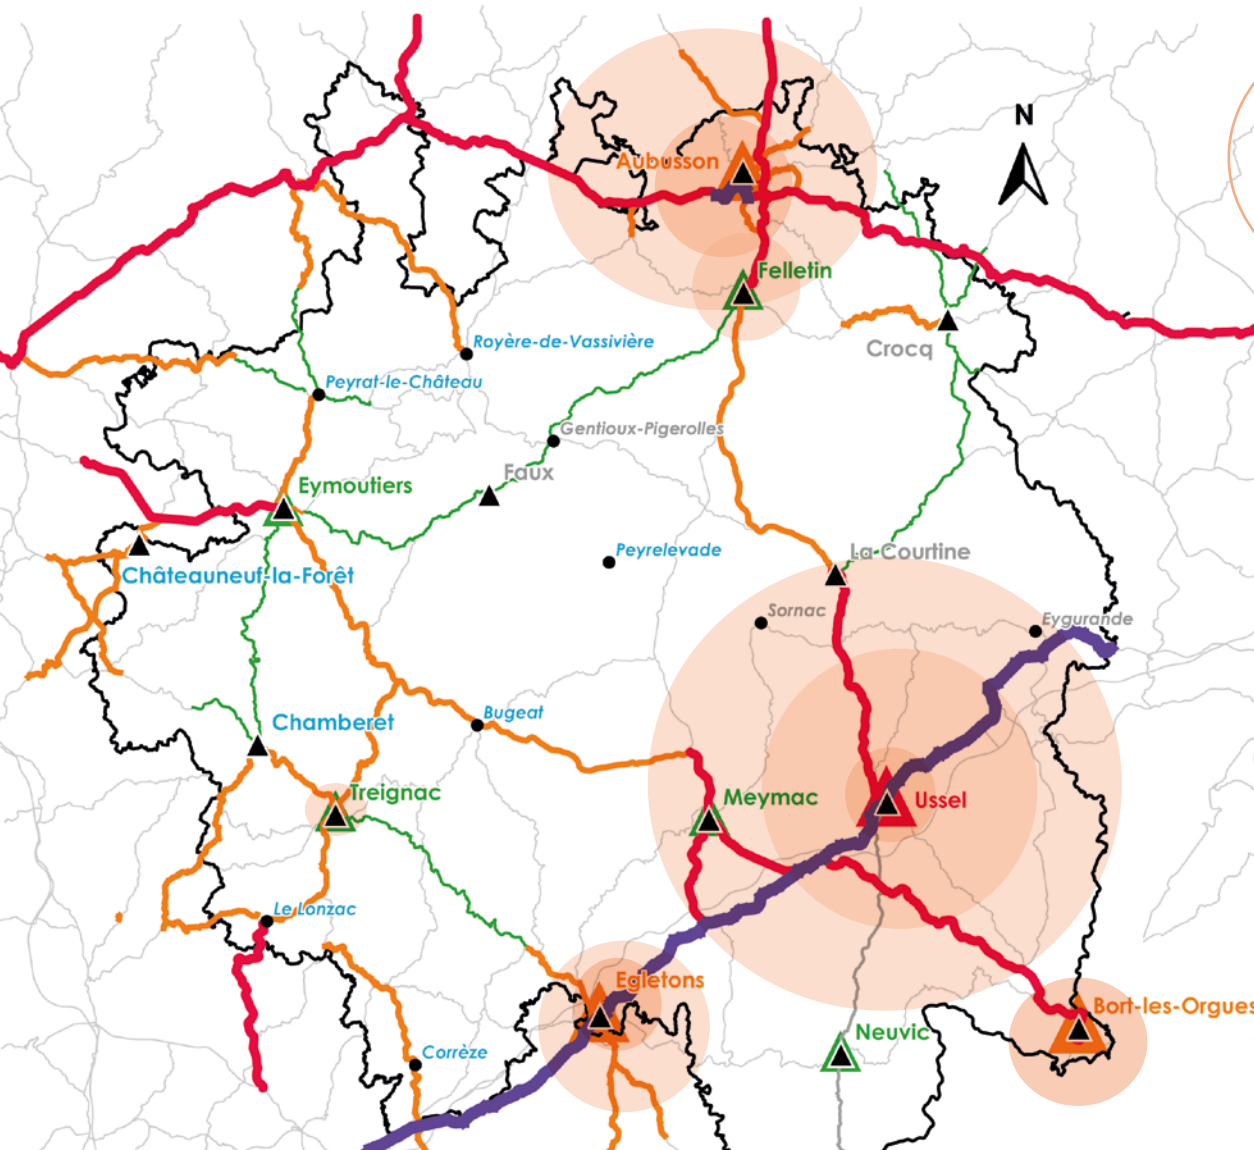 N
Aubusson
Felletin
Royère-de-Vassivière
Crocq
Peyrat-le-Château
Gentioux-Pigerolles
Faux
Eymoutiers
Peyrelevade
La Courtine
Châteauneuf-la-Forêt
Sornac
Eygurande
Bugeat
Chamberet
Treignac
Meymac
Ussel
Le Lonzac
Egletons
Bort-les-Orgues
Neuvic
Corrèze